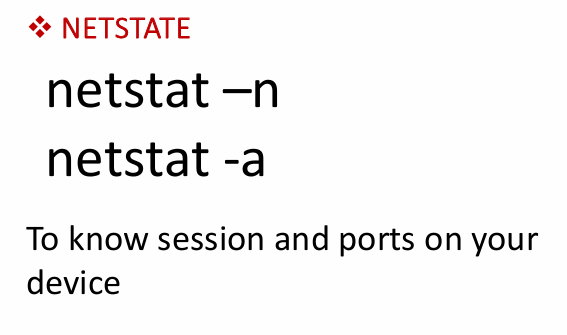 ❖ NETSTATE
netstat –n
netstat -a
To know session and ports on your
device